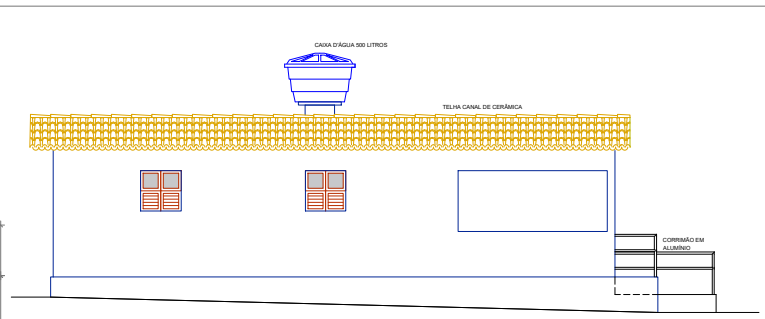 CAIXA D'ÁGUA 500 LITROS
TELHA CANAL DE CERÂMICA
CORRIMÃO EM
ALUMÍNIO